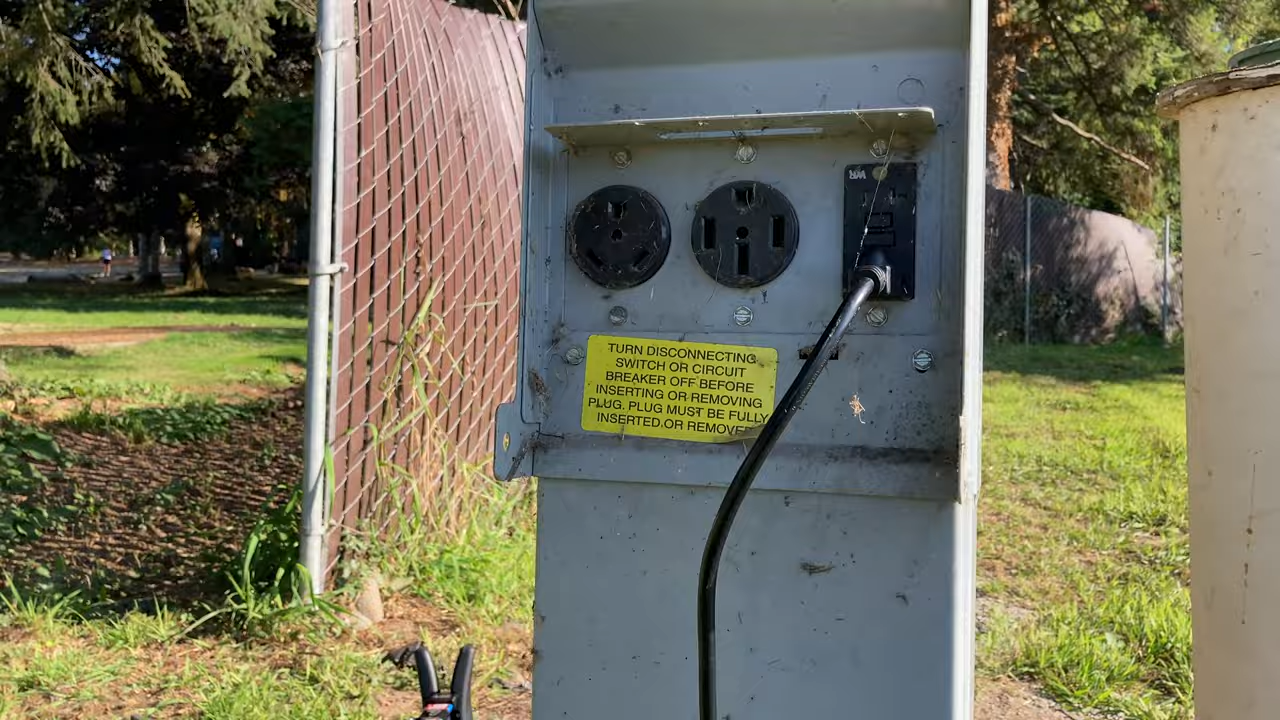 WR
TURN DISCONNECTING
SWITCH OR CIRCUIT
BREAKER OFF BEFORE
INSERTING OR REMOVING
PLUG. PLUG MUST BE FULLY
INSERTED OR REMOVED